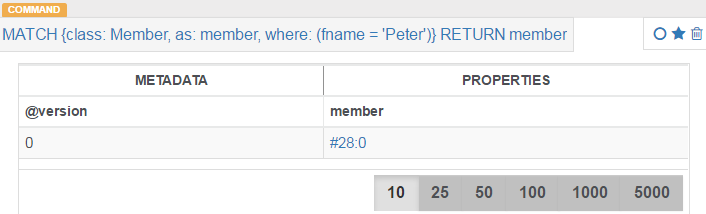 COMMAND
MATCH {class: Member, as: member, where: (fname = 'Peter')} RETURN member
METADATA PROPERTIES
@version member
0 #28:0
10 25 50 100 1000 5000